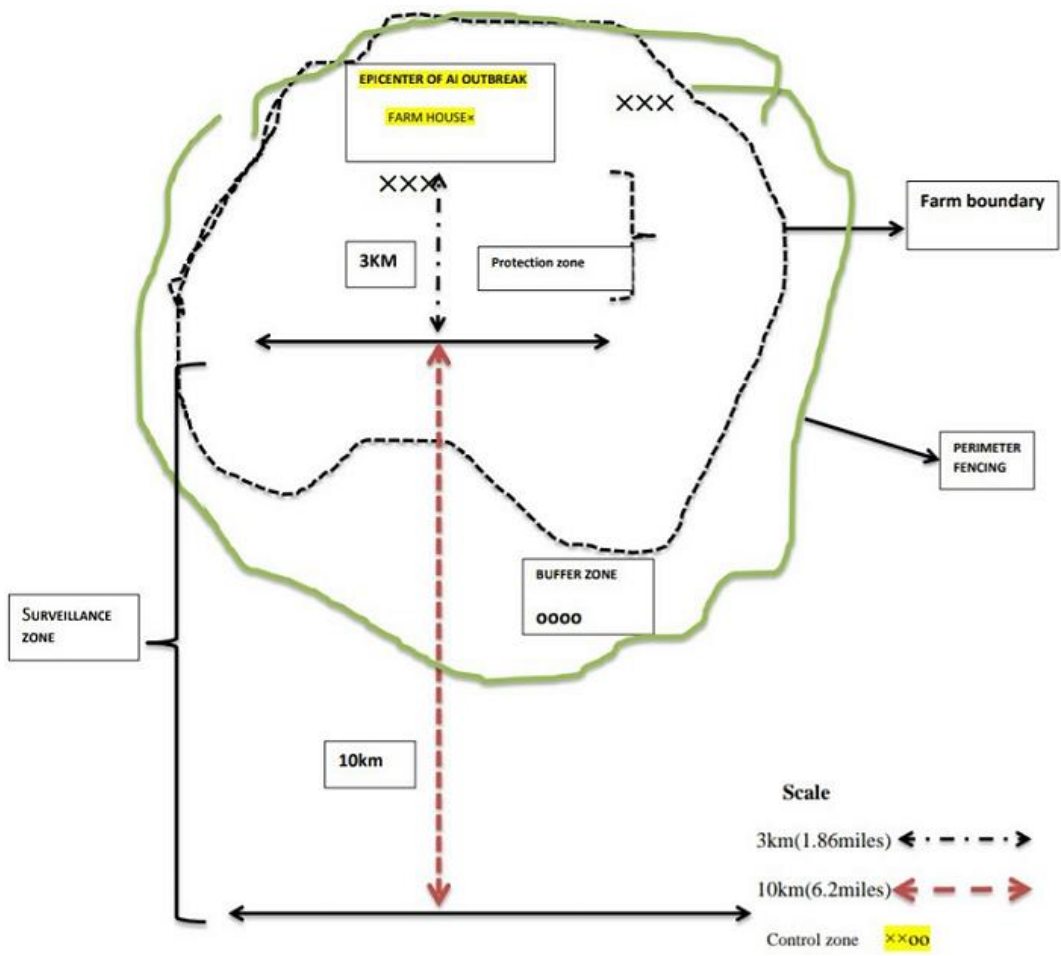 EPICENTER OF AI OUTBREAK
FARM HOUSE×
×××
×××
Farm boundary
3KM
Protection zone
PERIMETER
FENCING
BUFFER ZONE
oooo
SURVEILLANCE
ZONE
10km
Scale
3km(1.86miles)
10km(6.2miles)
Control zone ××oo